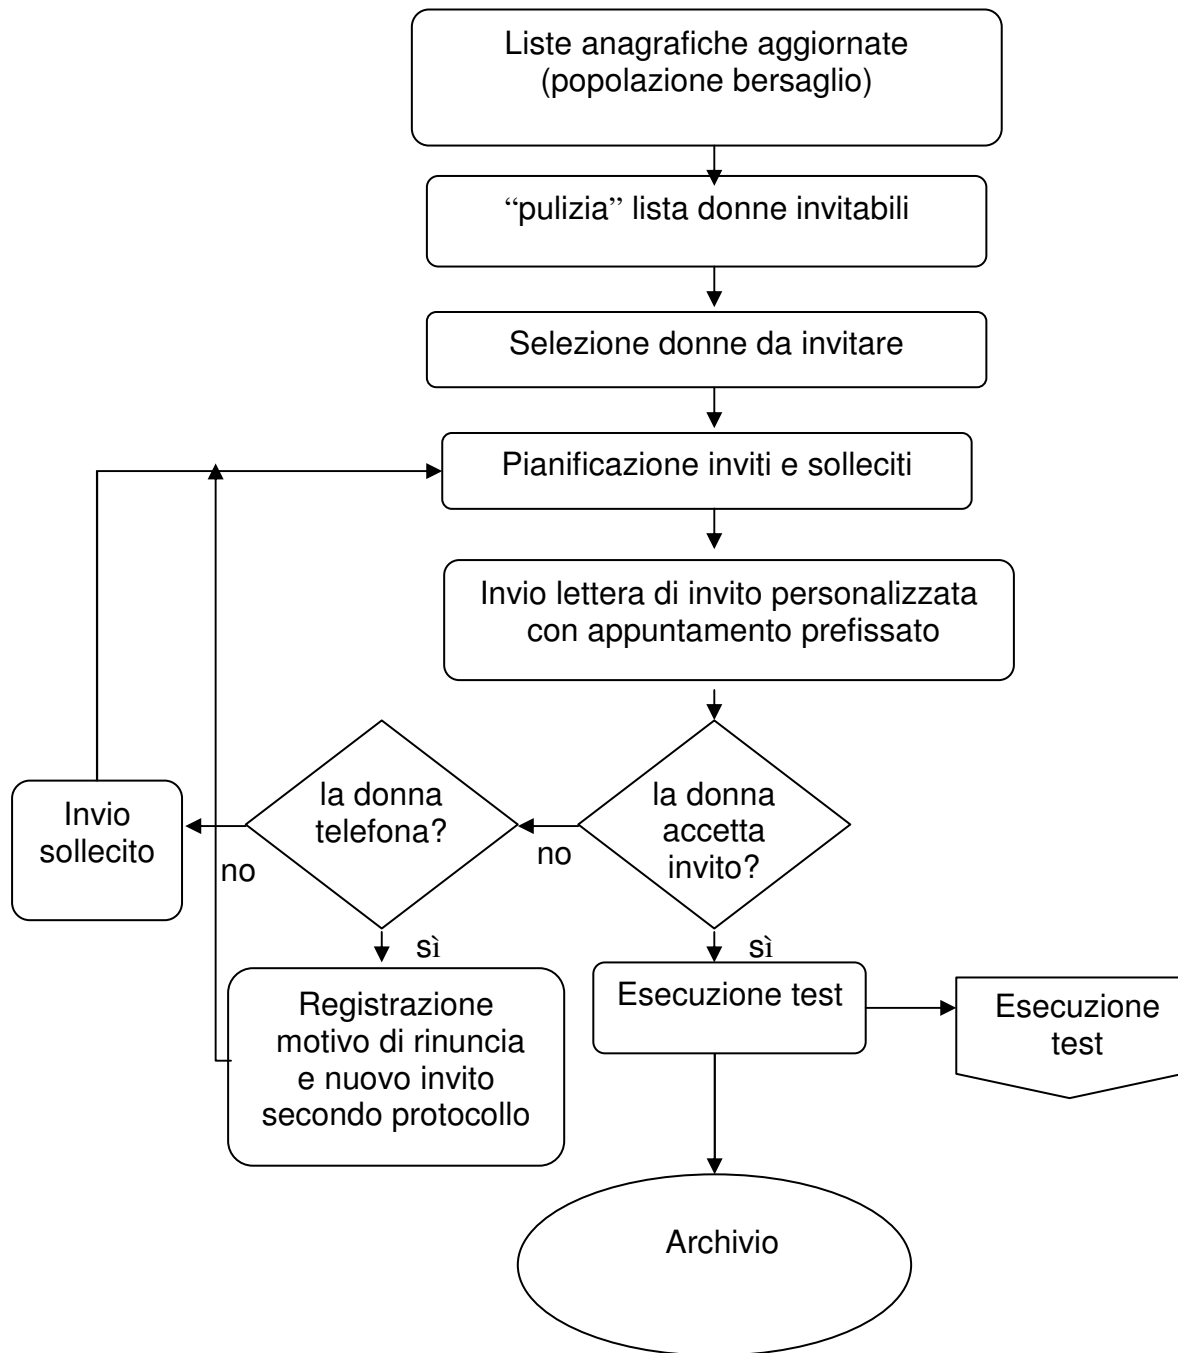 Liste anagrafiche aggiornate
(popolazione bersaglio)
“pulizia” lista donne invitabili
Selezione donne da invitare
Pianificazione inviti e solleciti
Invio lettera di invito personalizzata
con appuntamento prefissato
la donna
accetta
invito?
no
la donna
telefona?
no
Invio
sollecito
sì
Registrazione
motivo di rinuncia
e nuovo invito
secondo protocollo
sì
Esecuzione test
Esecuzione
test
Archivio